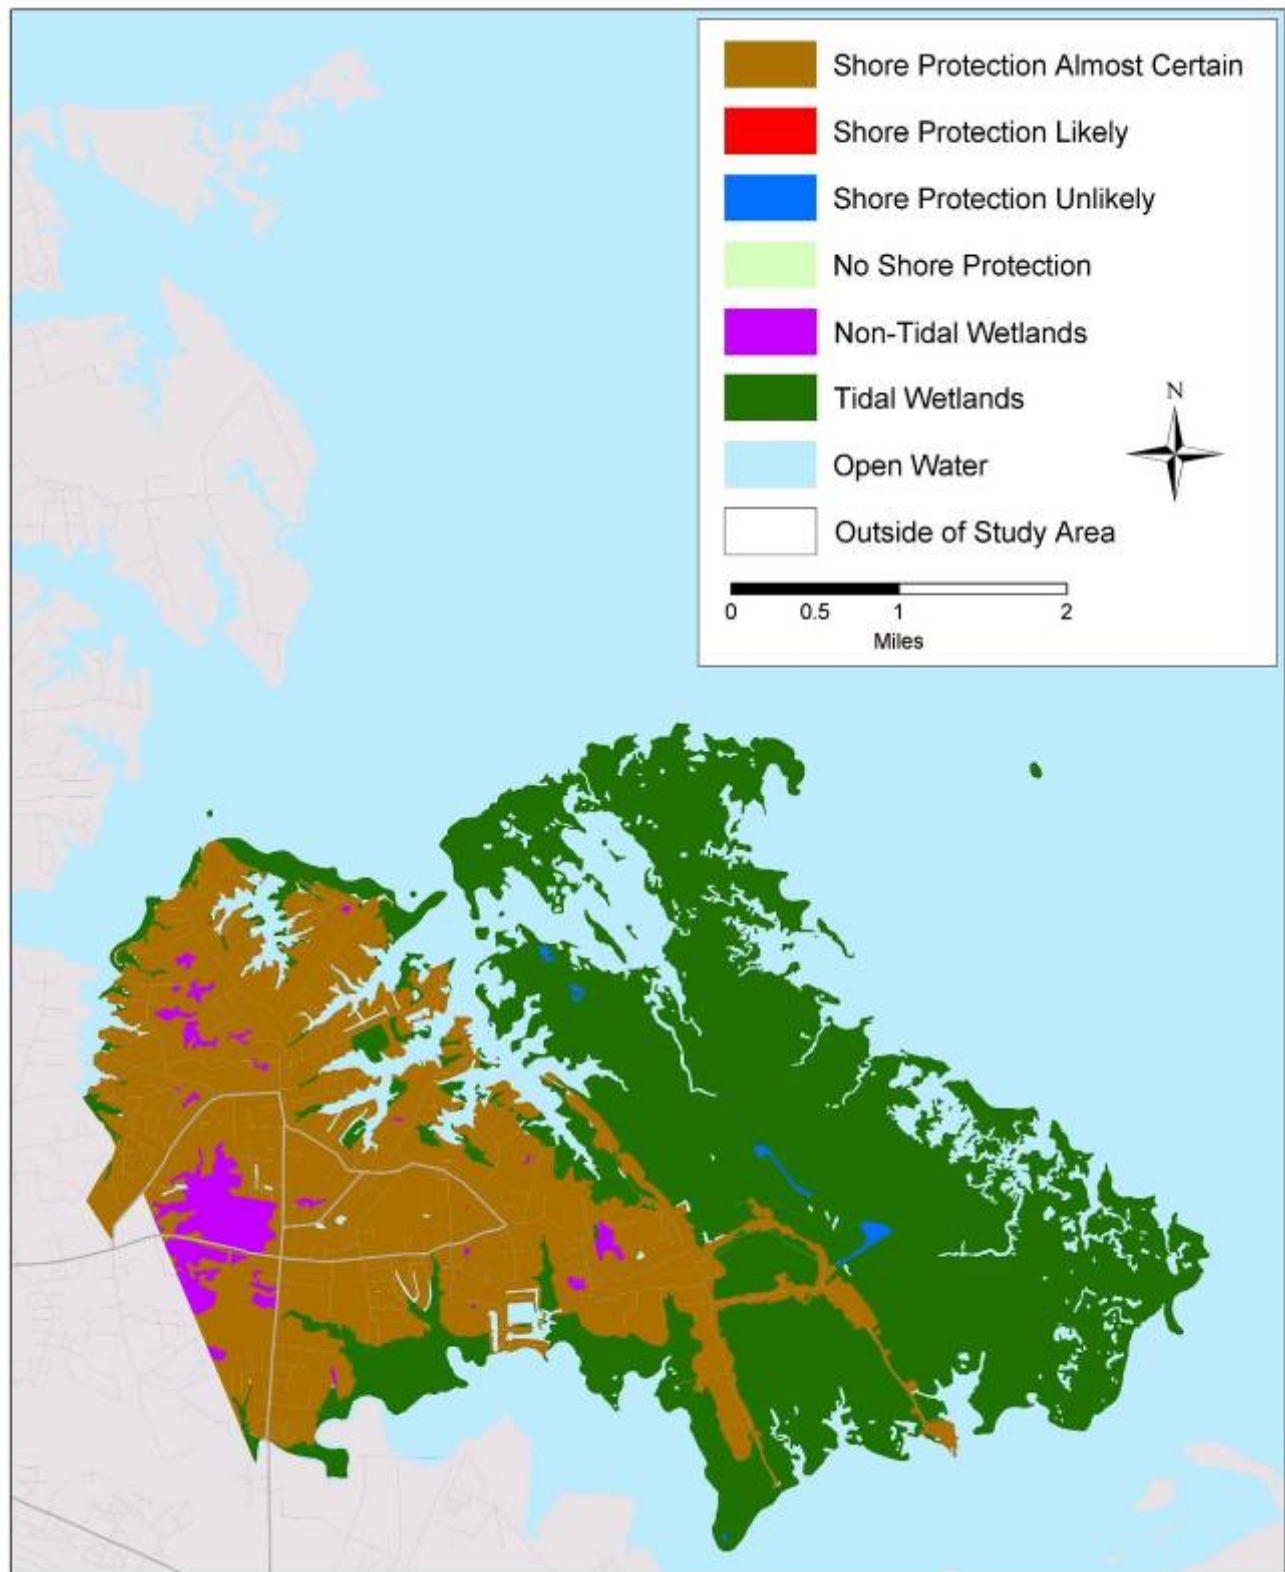 Shore Protection Almost Certain
Shore Protection Likely
Shore Protection Unlikely
No Shore Protection
Non-Tidal Wetlands
Tidal Wetlands
N
Open Water
Outside of Study Area
0 0.5 1 2
Miles